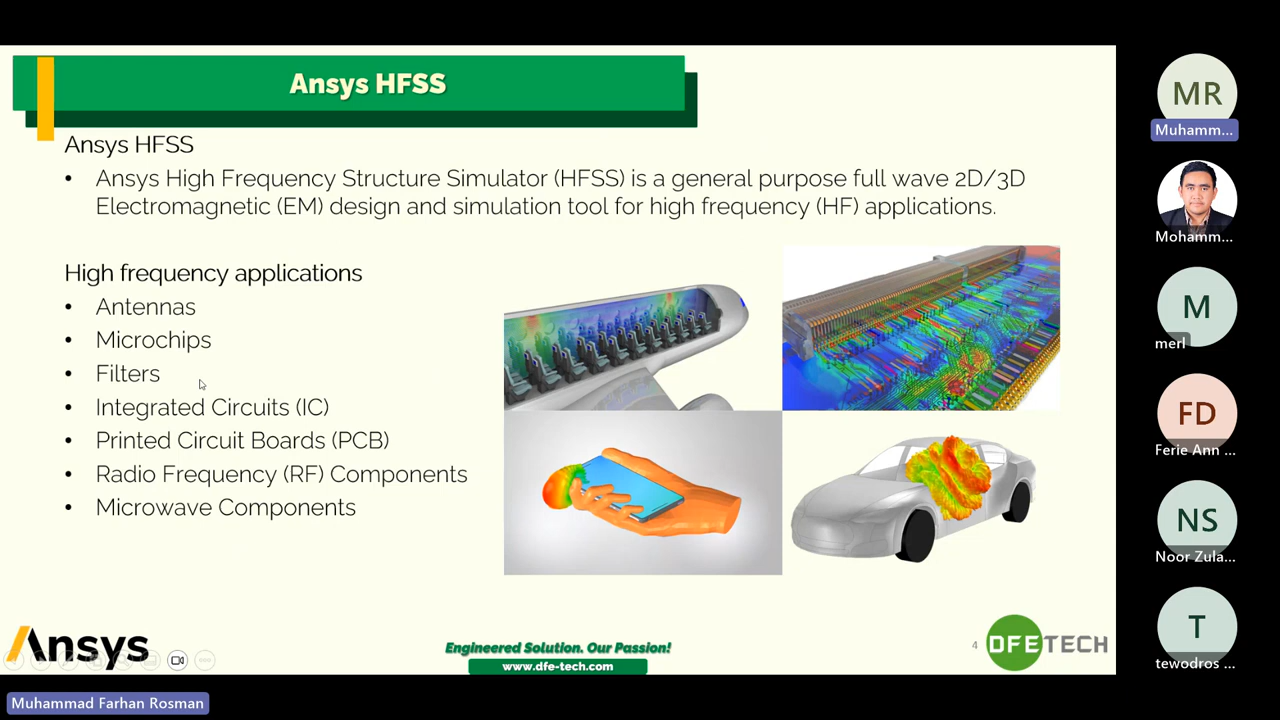 Ansys HFSS
Ansys HFSS
• Ansys High Frequency Structure Simulator (HFSS) is a general purpose full wave 2D/3D
Electromagnetic (EM) design and simulation tool for high frequency (HF) applications.
High frequency applications
• Antennas
• Microchips
• Filters
• Integrated Circuits (IC)
• Printed Circuit Boards (PCB)
• Radio Frequency (RF) Components
• Microwave Components
Ansys
Engineered Solution. Our Passion!
www.dfe-tech.com
4
DFETECH
MR
Muhamm...
Mohamm...
M
merl
FD
Ferie Ann ...
NS
Noor Zula...
T
tewodros ...
Muhammad Farhan Rosman